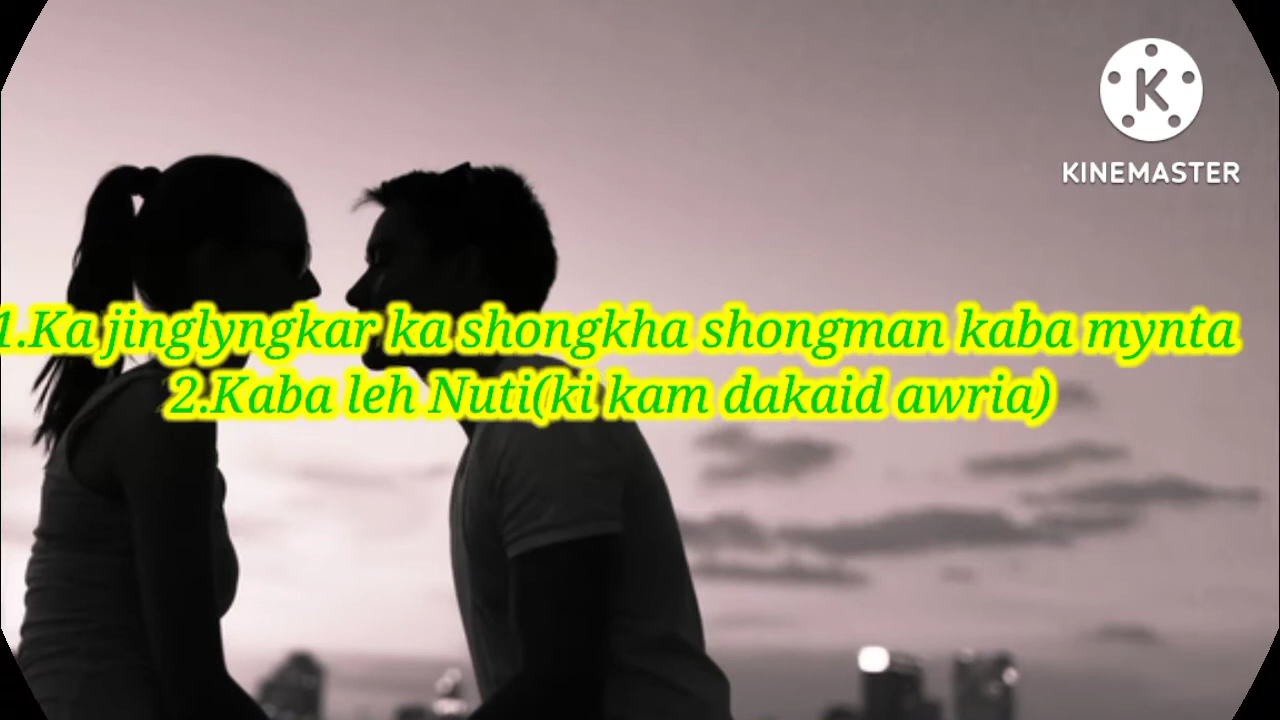 KINEMASTER
1.Ka jinglyngkar ka shongkha shongman kaba mynta
2.Kaba leh Nuti(ki kam dakaid awria)